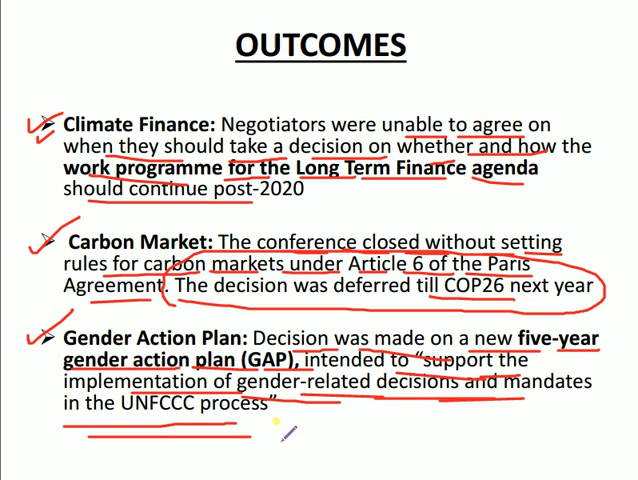 OUTCOMES
Climate Finance: Negotiators were unable to agree on
when they should take a decision on whether and how the
work programme for the Long Term Finance agenda
should continue post-2020
Carbon Market: The conference closed without setting
rules for carbon markets under Article 6 of the Paris
Agreement. The decision was deferred till COP26 next year
Gender Action Plan: Decision was made on a new five-year
gender action plan (GAP), intended to “support the
implementation of gender-related decisions and mandates
in the UNFCCC process”